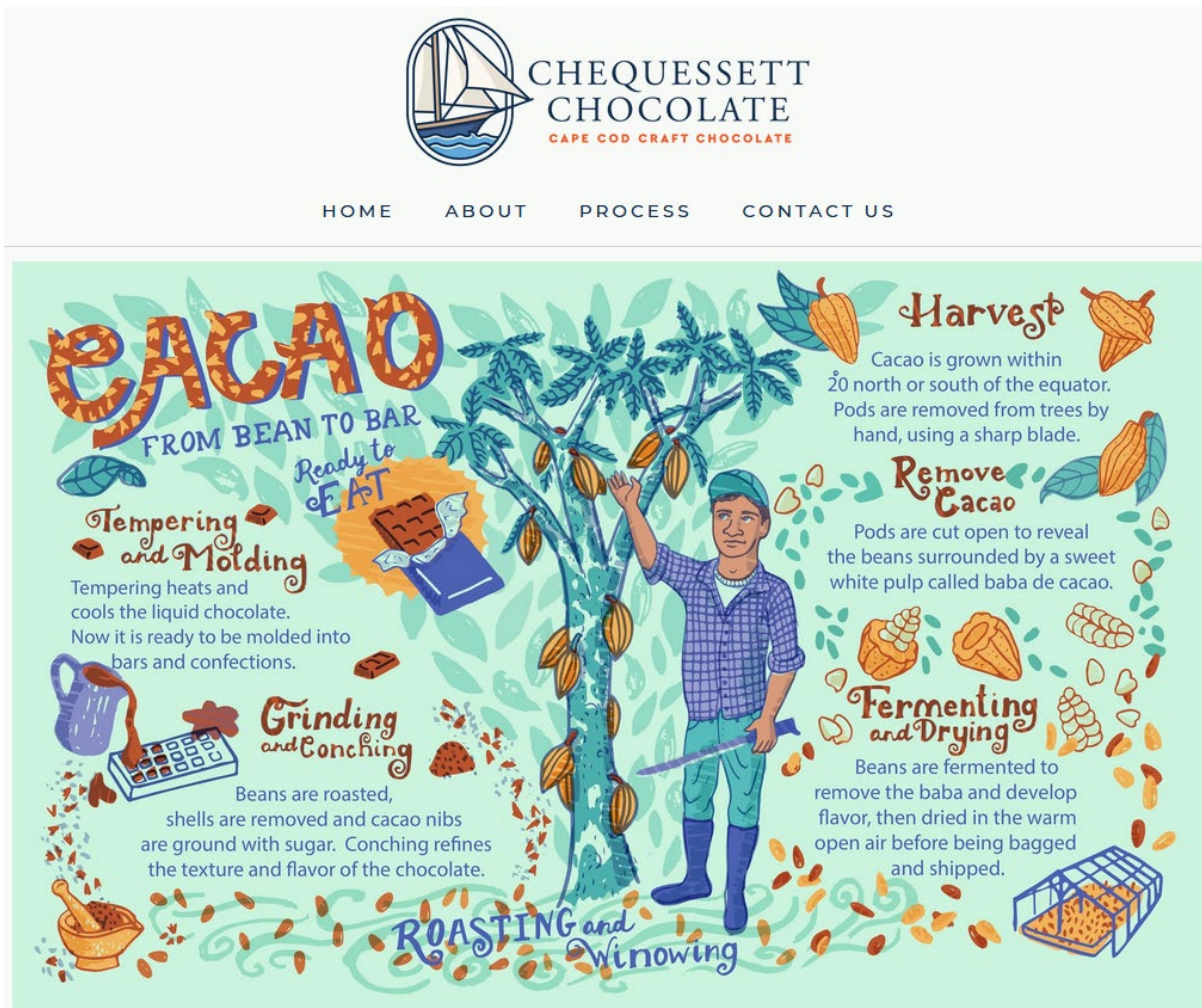 CHEQUESSETT
CHOCOLATE
CAPE COD CRAFT CHOCOLATE
HOME ABOUT PROCESS CONTACT US
CACAO
FROM BEAN TO BAR
Harvest
Cacao is grown within
20 north or south of the equator.
Pods are removed from trees by
hand, using a sharp blade.
Remove
Cacao
Pods are cut open to reveal
the beans surrounded by a sweet
white pulp called baba de cacao.
Fermenting
and Drying
Beans are fermented to
remove the baba and develop
flavor, then dried in the warm
open air before being bagged
and shipped.
ROASTING and
Winowing
Grinding
and Conching
Beans are roasted,
shells are removed and cacao nibs
are ground with sugar. Conching refines
the texture and flavor of the chocolate.
Tempering
and Molding
Tempering heats and
cools the liquid chocolate.
Now it is ready to be molded into
bars and confections.
Ready to
EAT